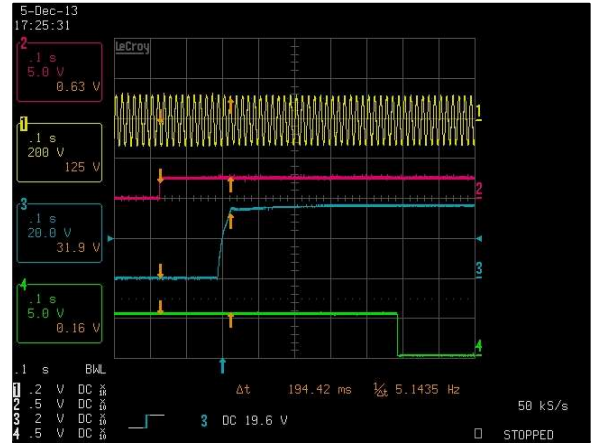 5-Dec-13
17:25:31
LeCroy
2
.1 s
5.0 V
0.63 V
1
.1 s
200 V
125 V
3
.1 s
20.0 V
31.9 V
4
.1 s
5.0 V
0.16 V
1
2
3
4
.1 s BWL
1 .2 V DC
2 .5 V DC
3 2 V DC
4 .5 V DC
Δt 194.42 ms 1/Δt 5.1435 Hz
3 DC 19.6 V
50 kS/s
STOPPED